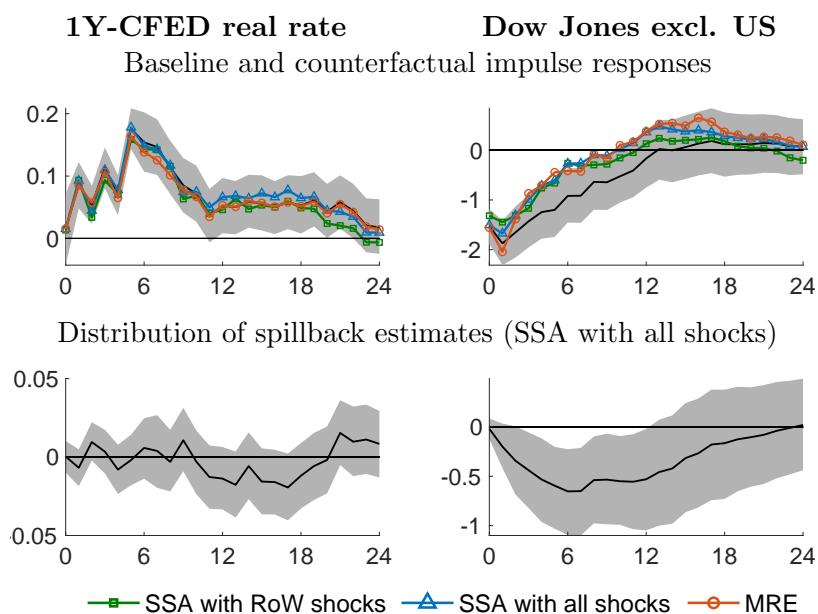 1Y-CFED real rate Dow Jones excl. US
Baseline and counterfactual impulse responses
0.2
0.1
0
0 6 12 18 24
0
-1
-2
0 6 12 18 24
Distribution of spillback estimates (SSA with all shocks)
0.05
0
0.05
0 6 12 18 24
0
-0.5
-1
0 6 12 18 24
SSA with RoW shocks SSA with all shocks MRE